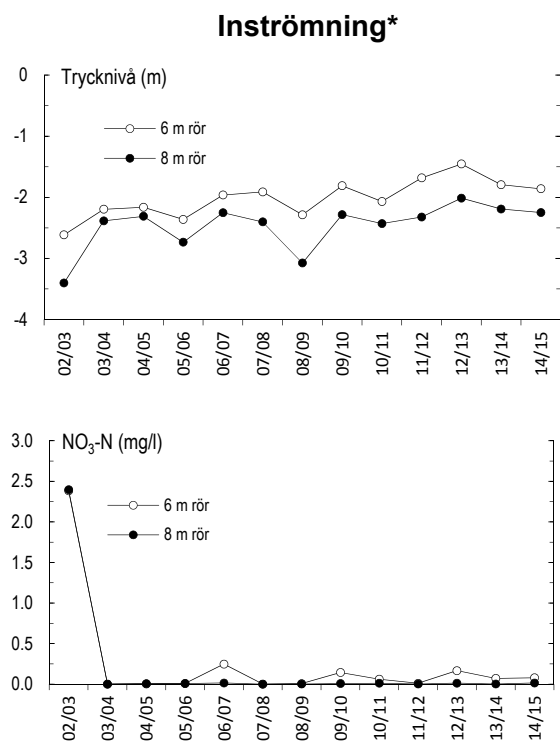 Inströmning*
Trycknivå (m)
0
-1
-2
-3
-4
6 m rör
8 m rör
02/03 03/04 04/05 05/06 06/07 07/08 08/09 09/10 10/11 11/12 12/13 13/14 14/15
NO₃-N (mg/l)
3.0
2.5
2.0
1.5
1.0
0.5
0.0
6 m rör
8 m rör
02/03 03/04 04/05 05/06 06/07 07/08 08/09 09/10 10/11 11/12 12/13 13/14 14/15